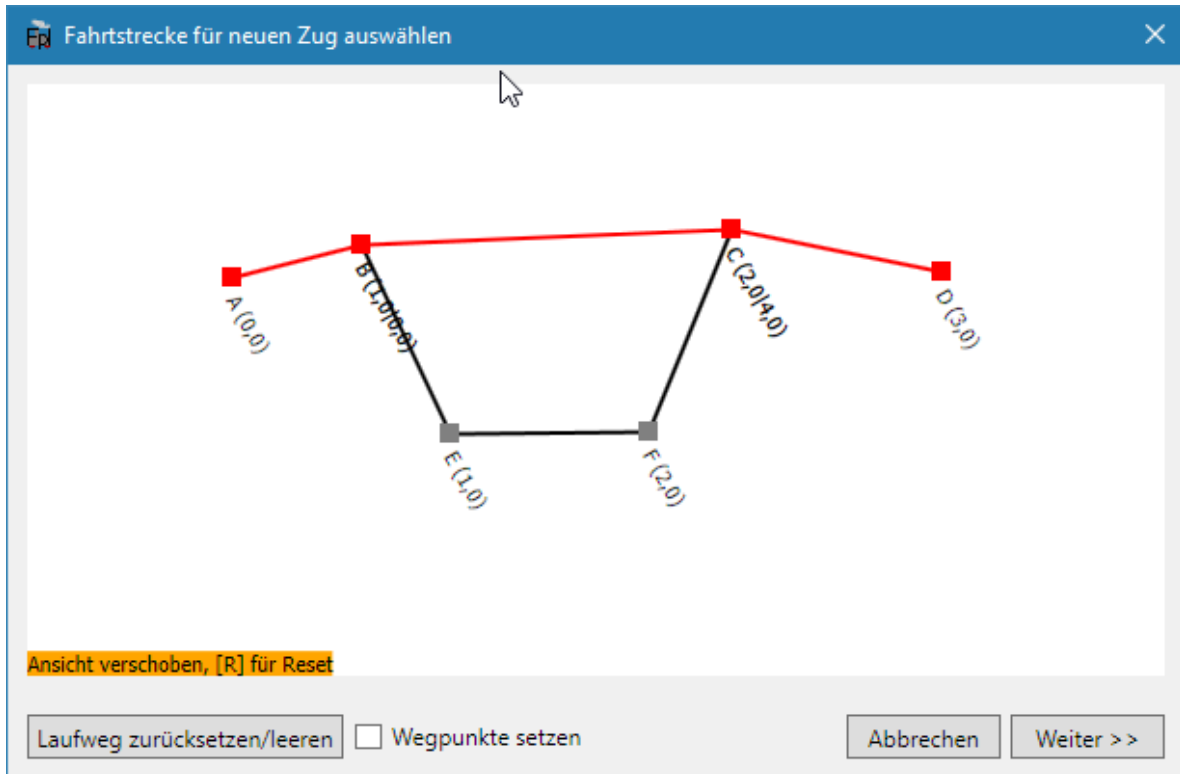 Fahrtstrecke für neuen Zug auswählen
A (0,0)
B (1,0|0,0)
C (2,0|4,0)
D (3,0)
E (1,0)
F (2,0)
Ansicht verschoben, [R] für Reset
Laufweg zurücksetzen/leeren
Wegpunkte setzen
Abbrechen
Weiter >>